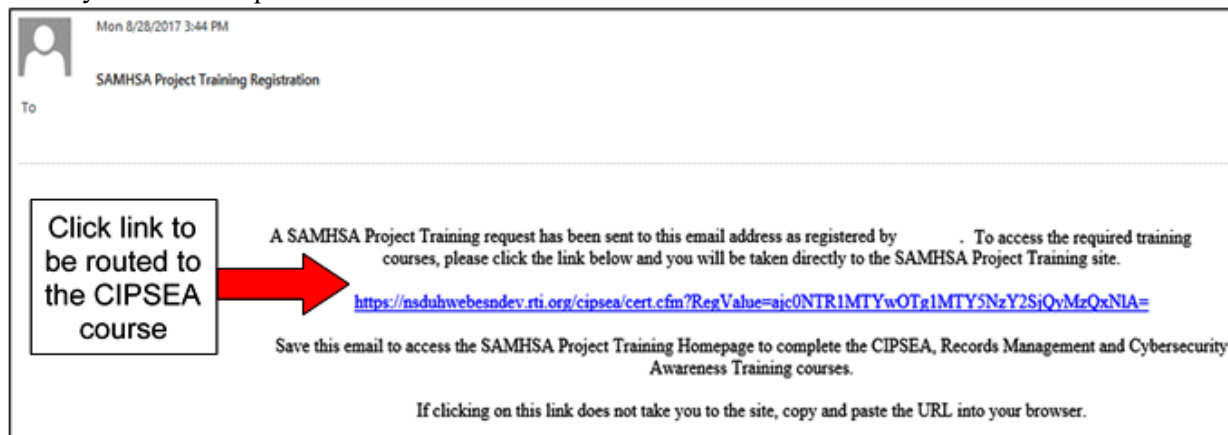 Mon 8/28/2017 3:44 PM
SAMHSA Project Training Registration
To
Click link to
be routed to
the CIPSEA
course
A SAMHSA Project Training request has been sent to this email address as registered by . To access the required training
courses, please click the link below and you will be taken directly to the SAMHSA Project Training site.
https://nsduhwebesndev.rti.org/cipsea/cert.cfm?RegValue=ajc0NTR1MTYwOTg1MTY5NzY2SjQyMzQxNlA=
Save this email to access the SAMHSA Project Training Homepage to complete the CIPSEA, Records Management and Cybersecurity
Awareness Training courses.
If clicking on this link does not take you to the site, copy and paste the URL into your browser.